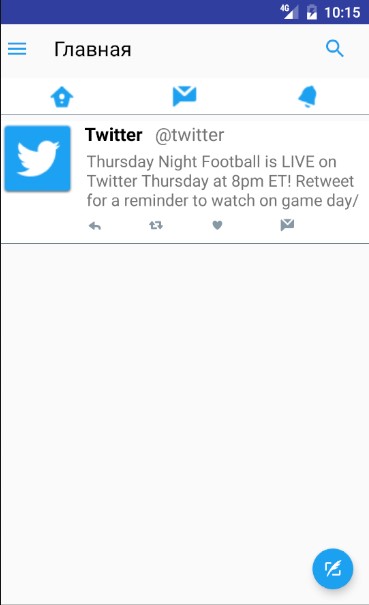 4G 10:15
Главная
Twitter @twitter
Thursday Night Football is LIVE on
Twitter Thursday at 8pm ET! Retweet
for a reminder to watch on game day/